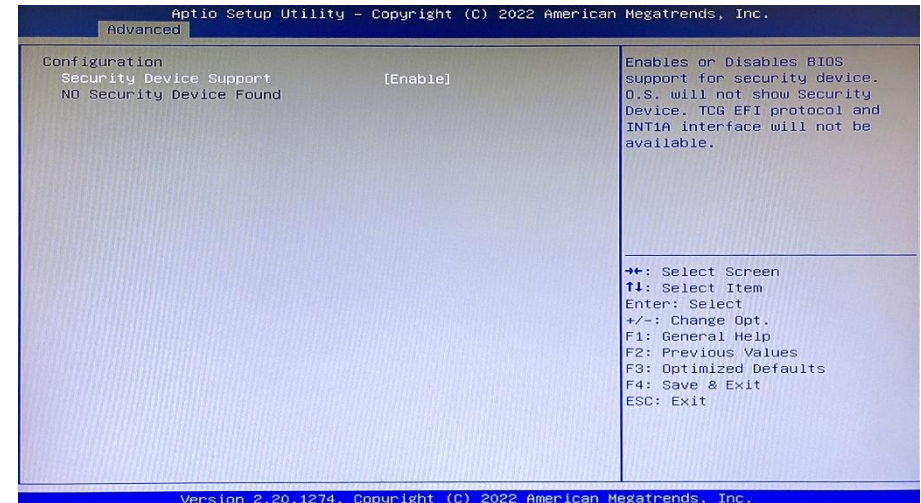 Aptio Setup Utility – Copyright (C) 2022 American Megatrends, Inc.
Advanced
Configuration
Security Device Support [Enable]
NO Security Device Found
Enables or Disables BIOS
support for security device.
O.S. will not show Security
Device. TCG EFI protocol and
INT1A interface will not be
available.
→←: Select Screen
↑↓: Select Item
Enter: Select
+/-: Change Opt.
F1: General Help
F2: Previous Values
F3: Optimized Defaults
F4: Save & Exit
ESC: Exit
Version 2.20.1274. Copyright (C) 2022 American Megatrends, Inc.